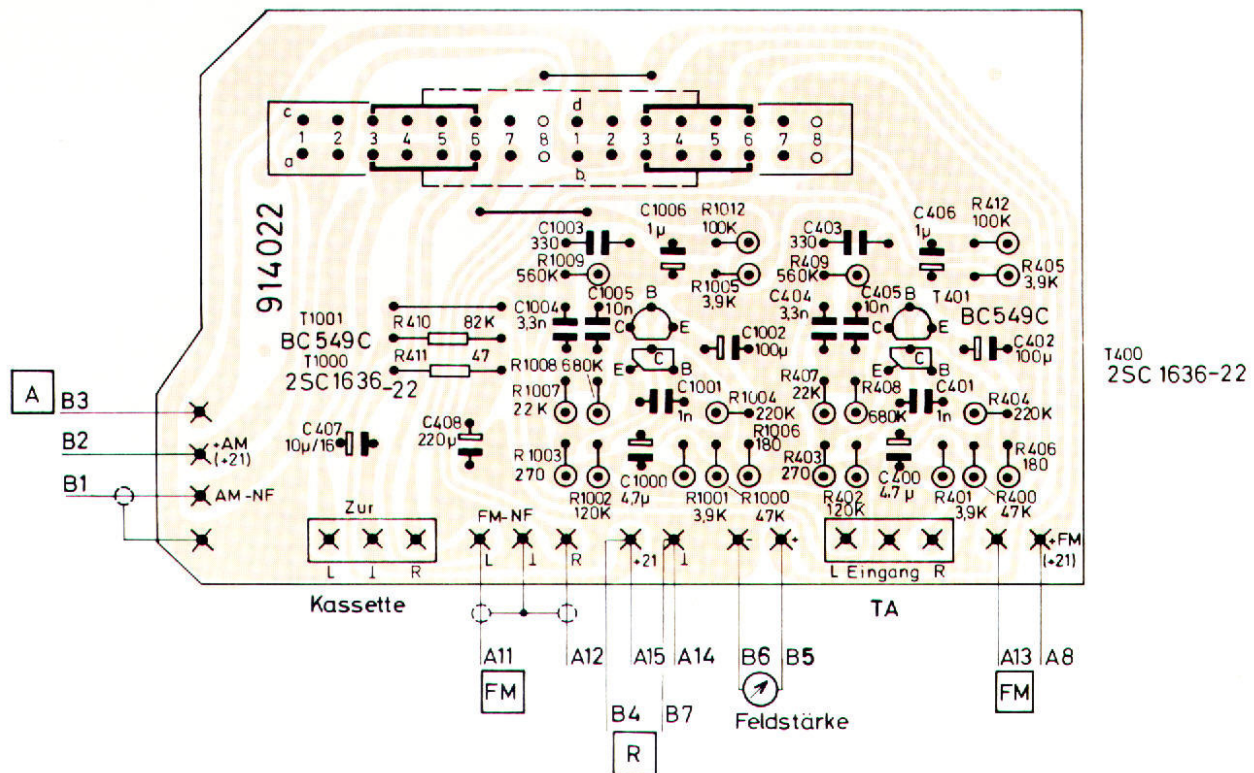 c
d
1 2 3 4 5 6 7 8 1 2 3 4 5 6 7 8
a
b
914022
C1003
330
C1006
1µ
R1012
100K
C403
330
C406
1µ
R412
100K
R1009
560K
R1005
3,9K
R409
560K
R405
3,9K
T1001
BC549C
T1000
2SC1636-22
R410 82K
R411 47
C1004
3,3n
C1005
10n
B
C E
C
E B
C1002
100µ
C404
3,3n
C405
10n
B
C E
C
E B
T401
BC549C
C402
100µ
T400
2SC1636-22
R1008 680K
R1007
22K
C1001
1n
R1004
220K
R407
22K
R408
680K
C401
1n
R404
220K
A
B3
B2
+AM
(+21)
B1
AM-NF
C407
10µ/16
C408
220µ
R1003
270
R1002
120K
C1000
4,7µ
R1006
180
R1001
3,9K
R1000
47K
R403
270
R402
120K
C400
4,7µ
R401
3,9K
R400
47K
R406
180
Zur
L ⊥ R
Kassette
FM-NF
L ⊥ R
+21 ⊥
- +
L Eingang R
TA
+FM
(+21)
A11
A12
A15
A14
B6
B5
A13
A8
FM
FM
B4
B7
Feldstärke
R